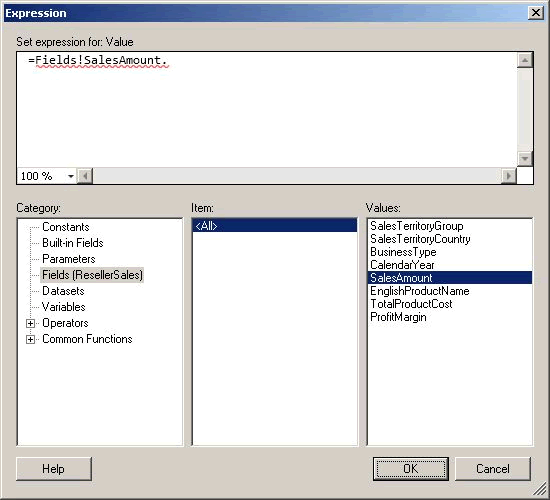 Expression
Set expression for: Value
=Fields!SalesAmount.
100 %
Category:
Constants
Built-in Fields
Parameters
Fields (ResellerSales)
Datasets
Variables
Operators
Common Functions
Item:
<All>
Values:
SalesTerritoryGroup
SalesTerritoryCountry
BusinessType
CalendarYear
SalesAmount
EnglishProductName
TotalProductCost
ProfitMargin
Help
OK
Cancel